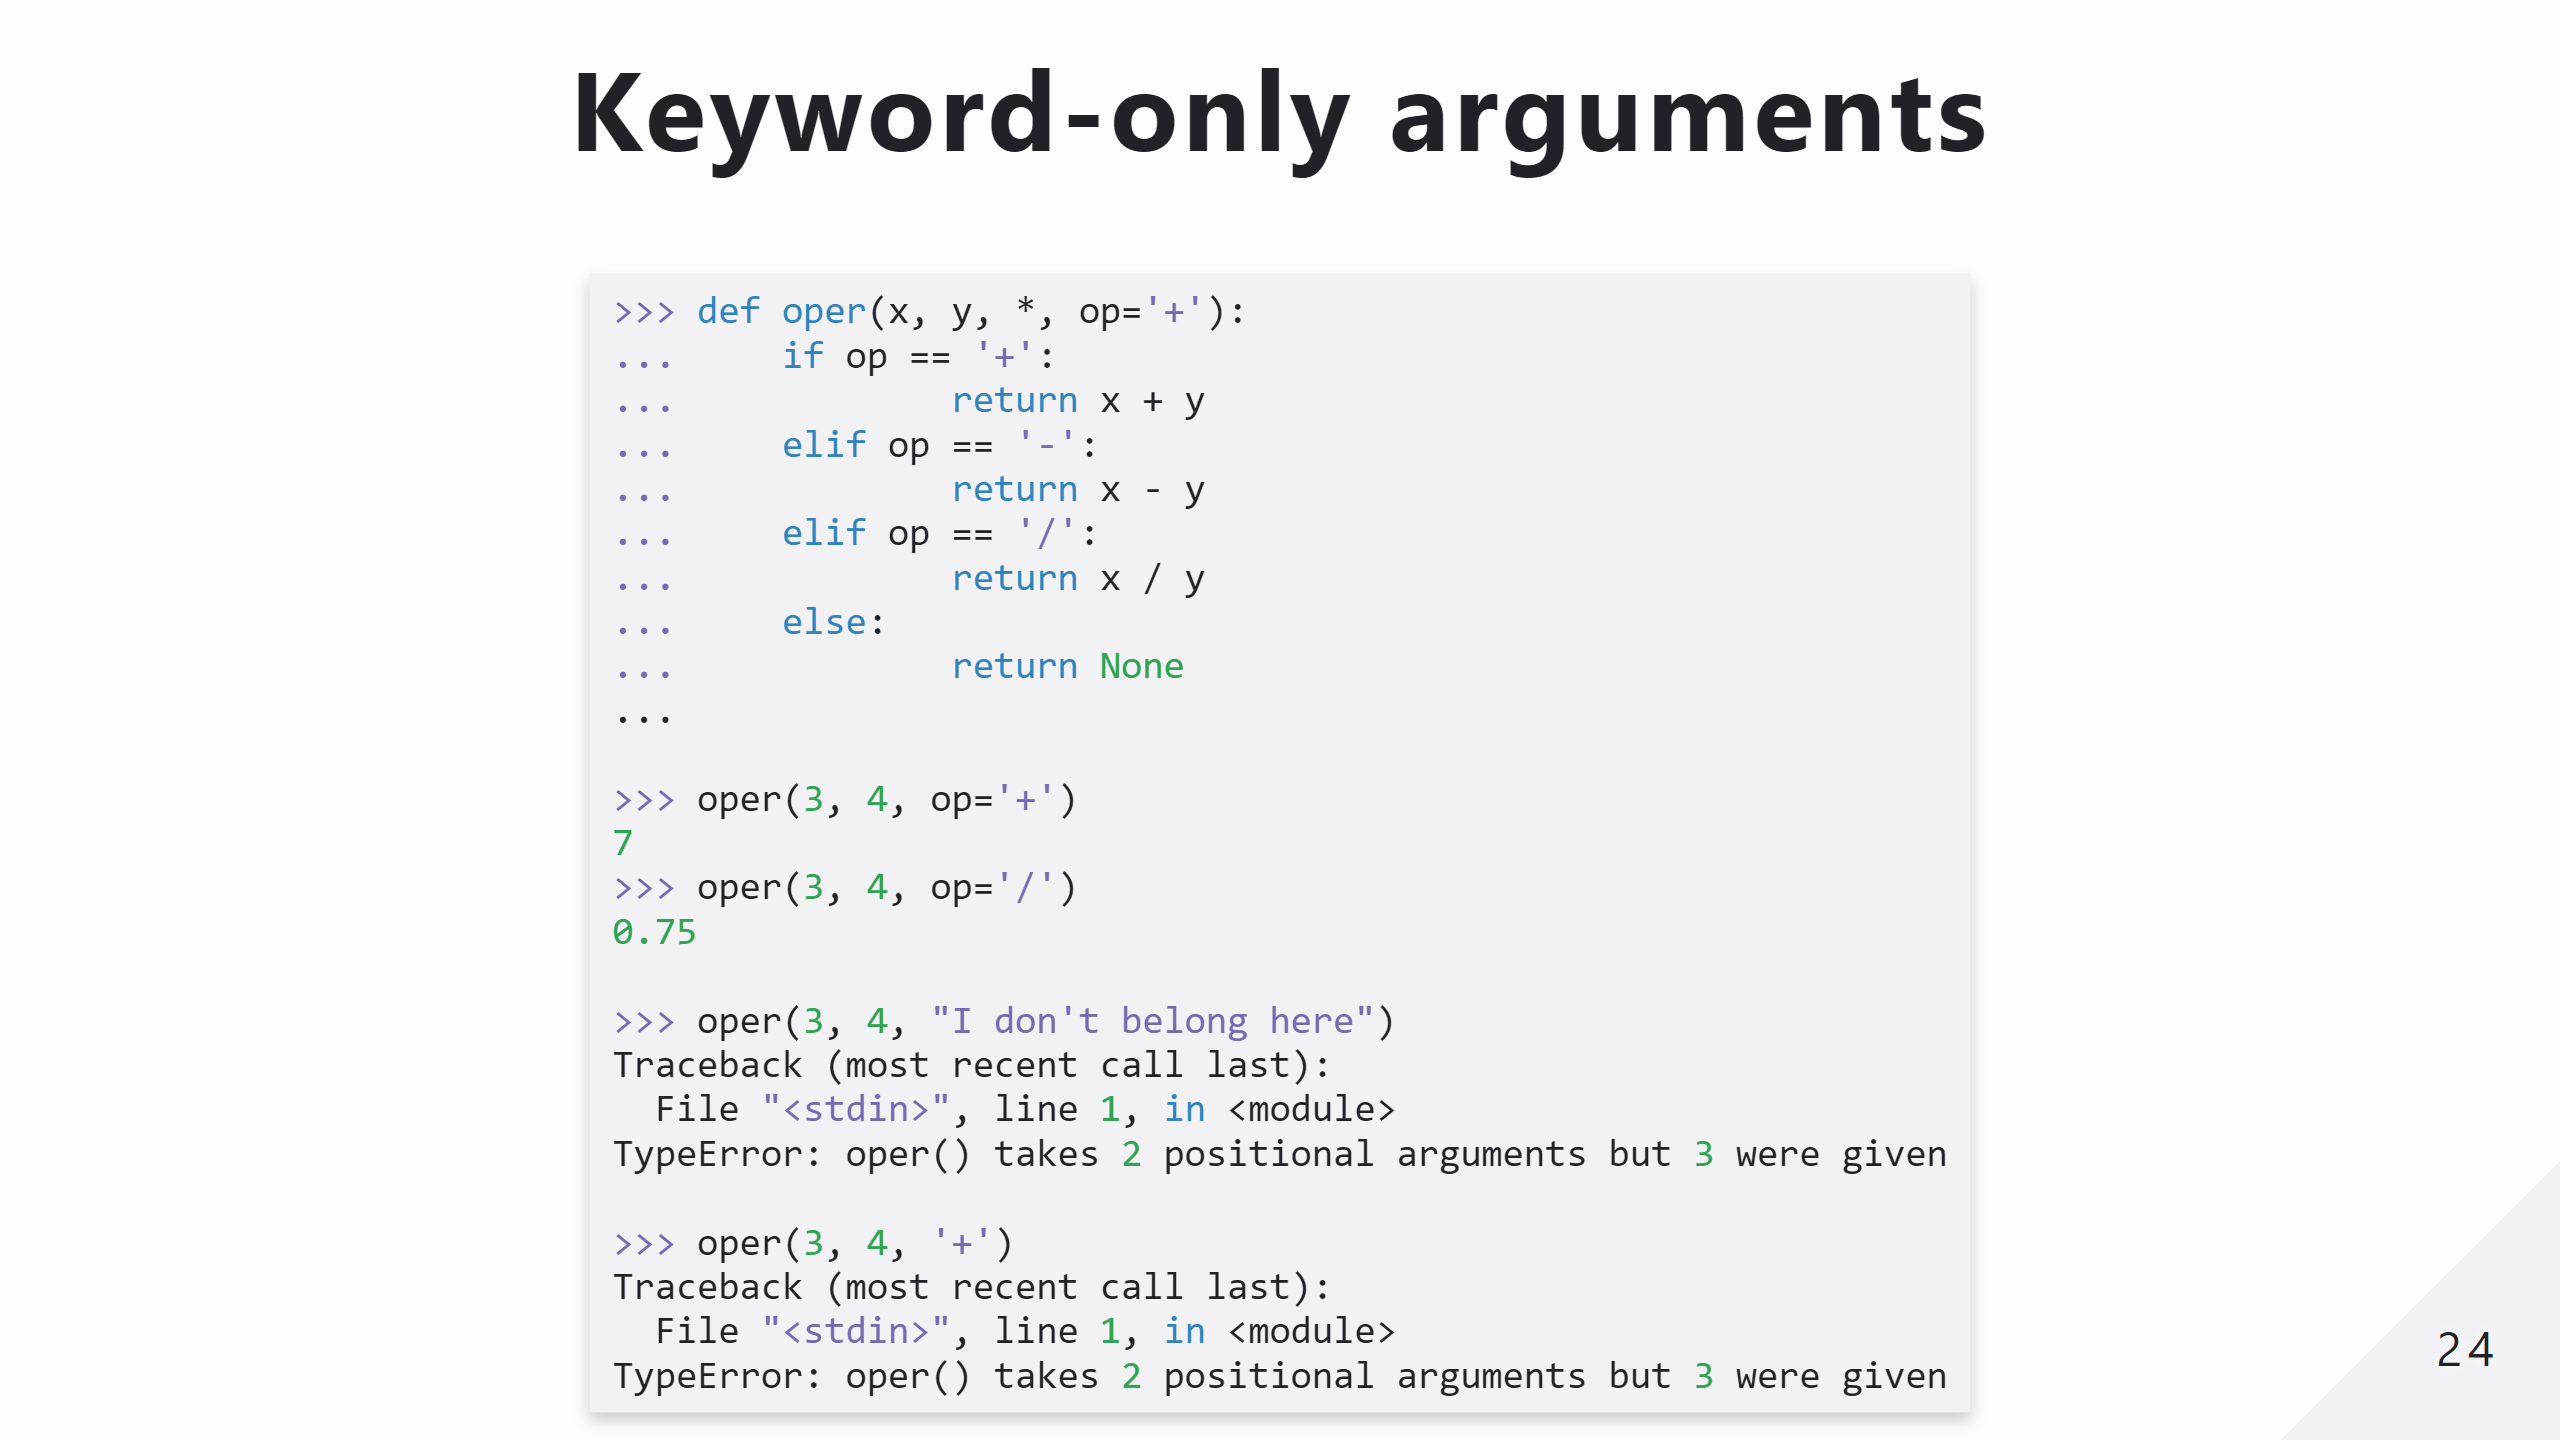 Keyword-only arguments
>>> def oper(x, y, *, op='+'):
...     if op == '+':
...             return x + y
...     elif op == '-':
...             return x - y
...     elif op == '/':
...             return x / y
...     else:
...             return None
...
>>> oper(3, 4, op='+')
7
>>> oper(3, 4, op='/')
0.75
>>> oper(3, 4, "I don't belong here")
Traceback (most recent call last):
  File "<stdin>", line 1, in <module>
TypeError: oper() takes 2 positional arguments but 3 were given
>>> oper(3, 4, '+')
Traceback (most recent call last):
  File "<stdin>", line 1, in <module>
TypeError: oper() takes 2 positional arguments but 3 were given
24